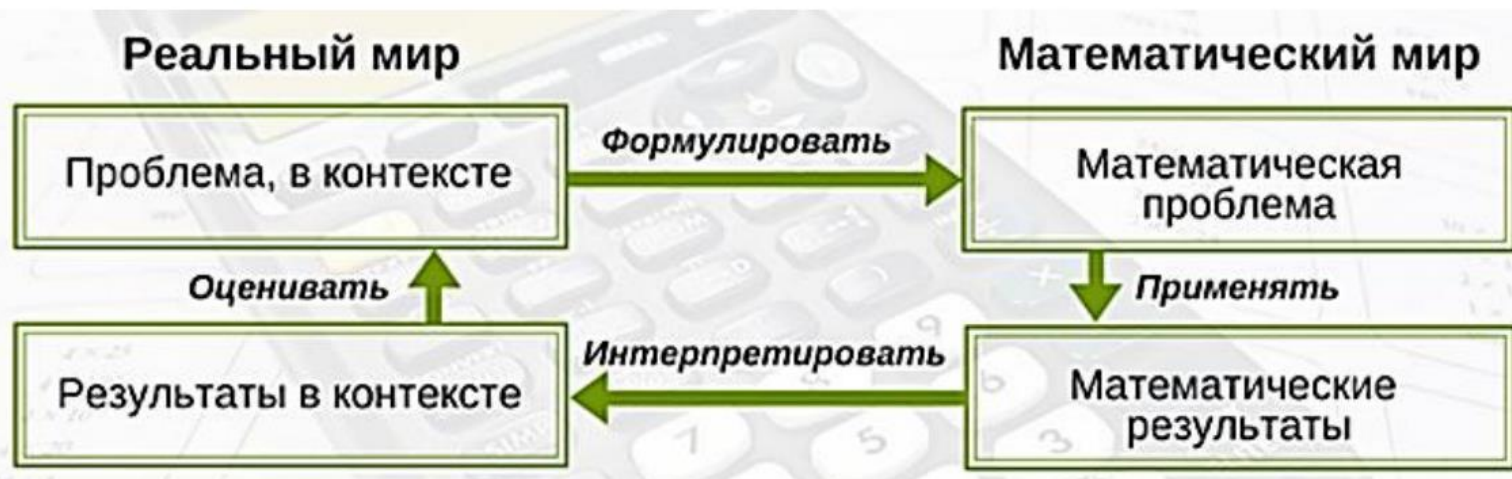 Реальный мир
Математический мир
Проблема, в контексте
Формулировать
Математическая
проблема
Оценивать
Применять
Результаты в контексте
Интерпретировать
Математические
результаты